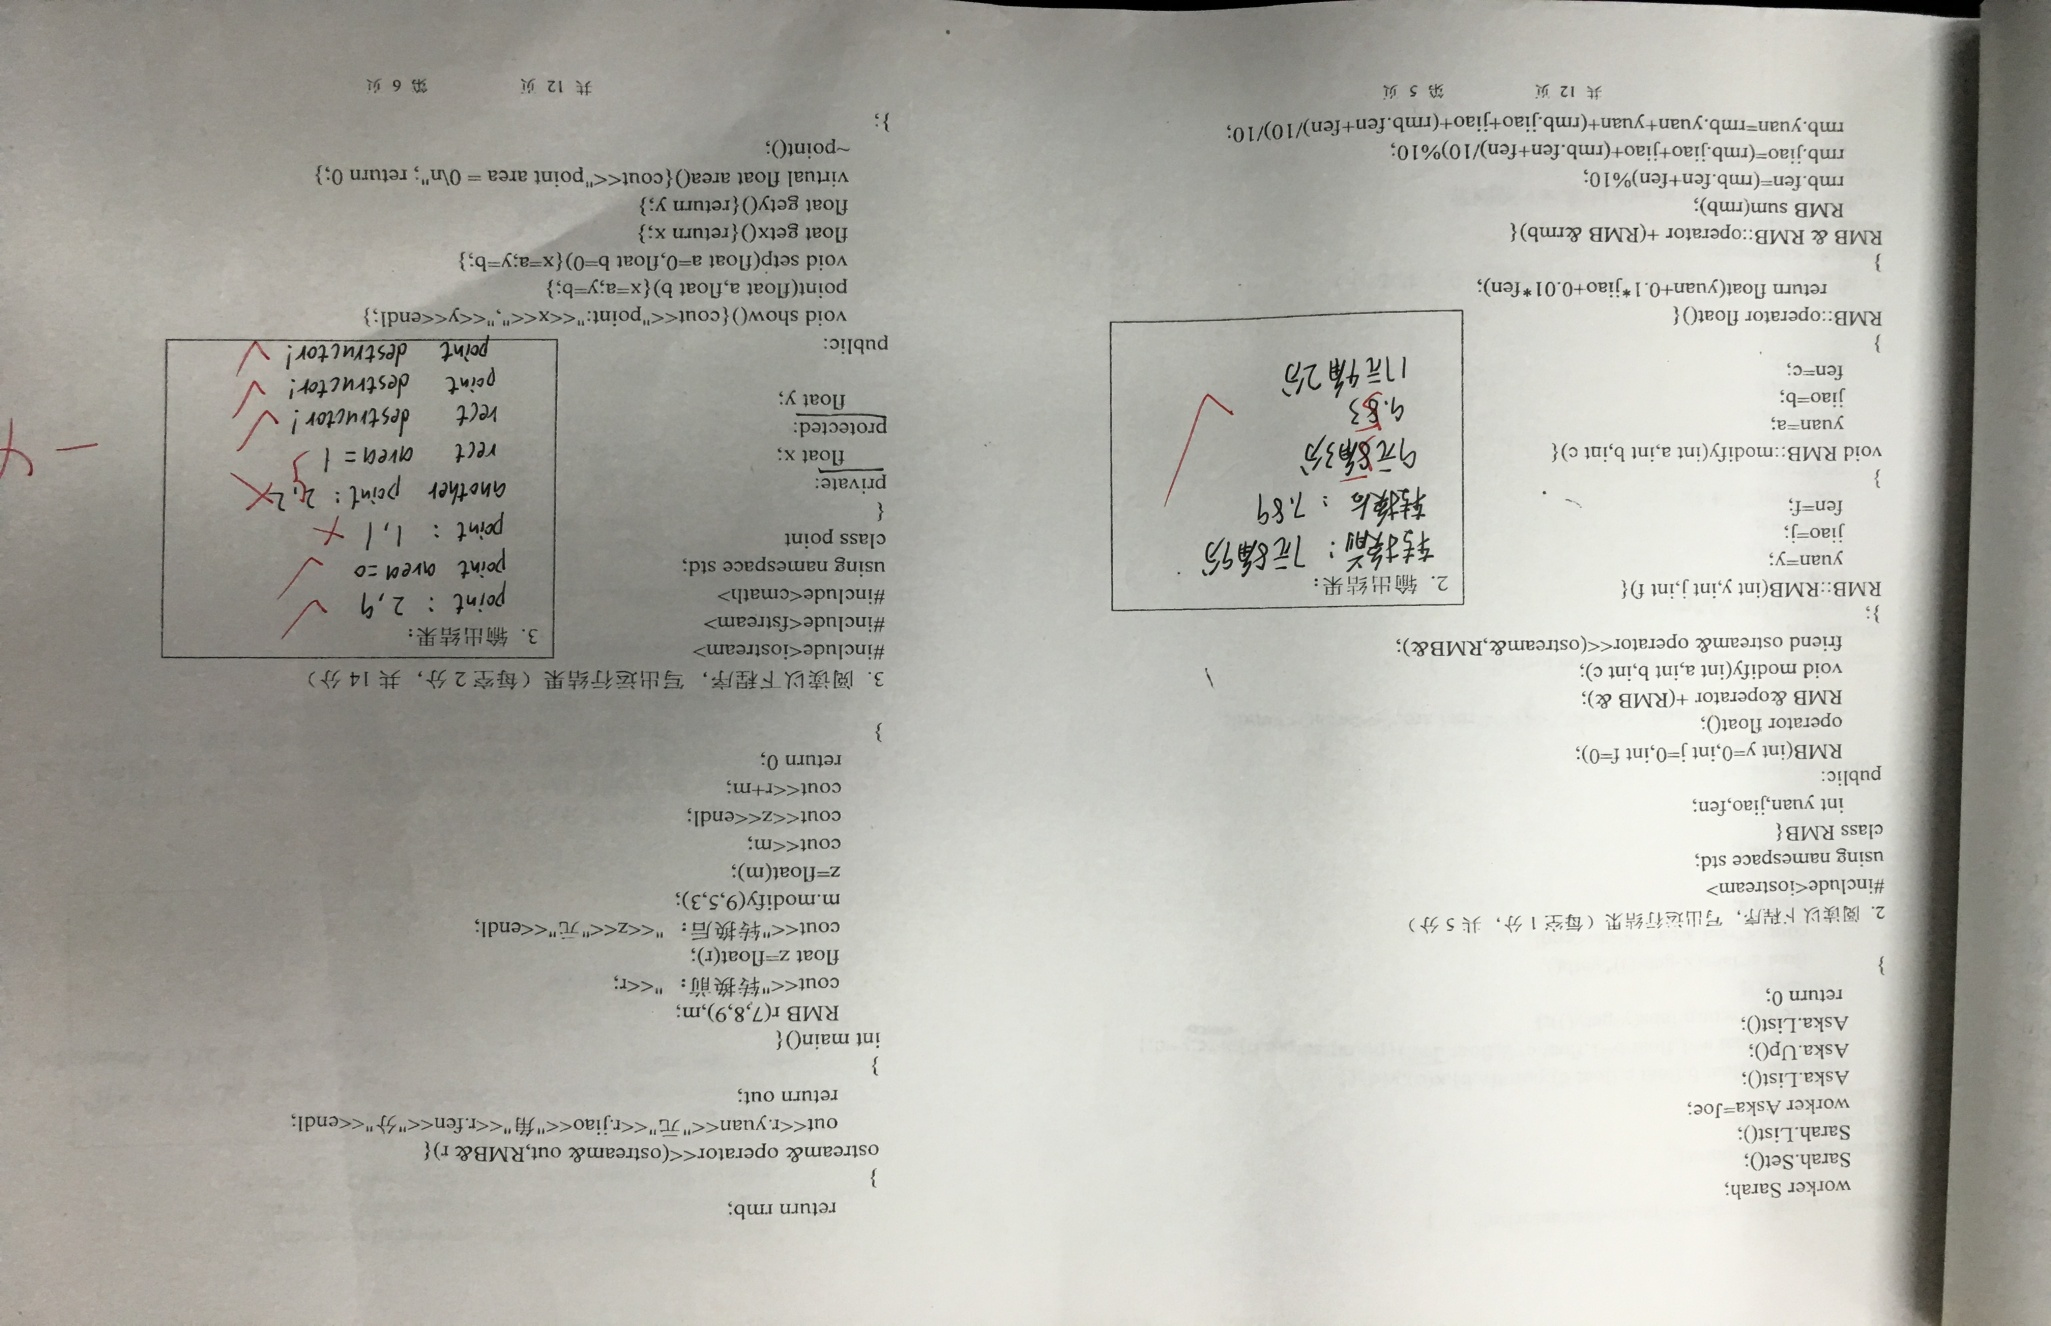 worker Sarah;
Sarah.Set();
Sarah.List();
worker Aska=Joe;
Aska.List();
Aska.Up();
Aska.List();
return 0;
}
2. 阅读以下程序，写出运行结果（每空 1 分，共 5 分）
#include<iostream>
using namespace std;
class RMB{
int yuan,jiao,fen;
public:
RMB(int y=0,int j=0,int f=0);
operator float();
RMB &operator +(RMB &);
void modify(int a,int b,int c);
friend ostream& operator<<(ostream&,RMB&);
};
RMB::RMB(int y,int j,int f){
yuan=y;
jiao=j;
fen=f;
}
void RMB::modify(int a,int b,int c){
yuan=a;
jiao=b;
fen=c;
}
RMB::operator float(){
return float(yuan+0.1*jiao+0.01*fen);
}
RMB & RMB::operator +(RMB &rmb){
RMB sum(rmb);
rmb.fen=(rmb.fen+fen)%10;
rmb.jiao=(rmb.jiao+jiao+(rmb.fen+fen)/10)%10;
rmb.yuan=rmb.yuan+yuan+(rmb.jiao+jiao+(rmb.fen+fen)/10)/10;
2. 输出结果：
转换前：7元8角9分
转换后：7.89
9元8角3分
9.83
17元4角2分
共 12 页 第 5 页
return rmb;
}
ostream& operator<<(ostream& out,RMB& r){
out<<r.yuan<<"元"<<r.jiao<<"角"<<r.fen<<"分"<<endl;
return out;
}
int main(){
RMB r(7,8,9),m;
cout<<"转换前："<<r;
float z=float(r);
cout<<"转换后："<<z<<"元"<<endl;
m.modify(9,5,3);
z=float(m);
cout<<m;
cout<<z<<endl;
cout<<r+m;
return 0;
}
3. 阅读以下程序，写出运行结果（每空 2 分，共 14 分）
#include<iostream>
#include<fstream>
#include<cmath>
using namespace std;
class point
{
private:
float x;
protected:
float y;
public:
void show(){cout<<"point:"<<x<<","<<y<<endl;}
point(float a,float b){x=a;y=b;}
void setp(float a=0,float b=0){x=a;y=b;}
float getx(){return x;}
float gety(){return y;}
virtual float area(){cout<<"point area = 0\n"; return 0;}
~point();
};
3. 输出结果：
point : 2,9
point area=0
point : 1,1
another point: 2,2
rect area=1
rect destructor!
point destructor!
point destructor!
-4
共 12 页 第 6 页